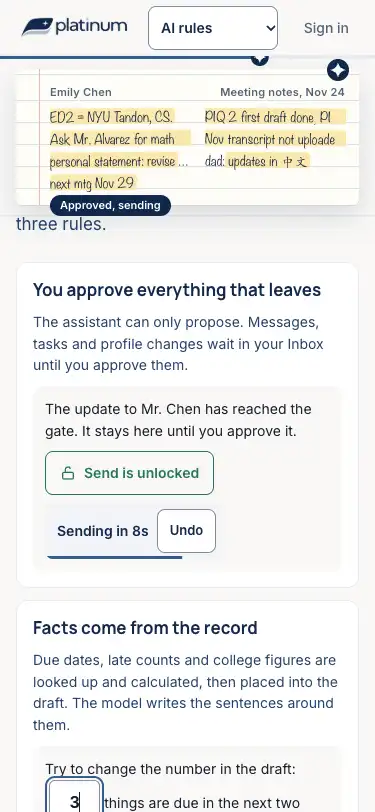 platinum
AI rules
Sign in
Emily Chen
Meeting notes, Nov 24
ED2 = NYU Tandon, CS.
Ask Mr. Alvarez for math
personal statement: revise ...
next mtg Nov 29
PIQ 2 first draft done, PI
Nov transcript not uploade
dad: updates in 中文
Approved, sending
three rules.
You approve everything that leaves
The assistant can only propose. Messages,
tasks and profile changes wait in your Inbox
until you approve them.
The update to Mr. Chen has reached the
gate. It stays here until you approve it.
Send is unlocked
Sending in 8s
Undo
Facts come from the record
Due dates, late counts and college figures are
looked up and calculated, then placed into the
draft. The model writes the sentences around
them.
Try to change the number in the draft:
3 things are due in the next two